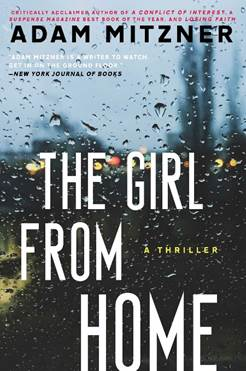 CRITICALLY ACCLAIMED AUTHOR OF A CONFLICT OF INTEREST, A
SUSPENSE MAGAZINE BEST BOOK OF THE YEAR, AND LOSING FAITH
ADAM MITZNER
"ADAM MITZNER IS A WRITER TO WATCH.
GET IN ON THE GROUND FLOOR."
—NEW YORK JOURNAL OF BOOKS
THE GIRL
FROM
A THRILLER
HOME